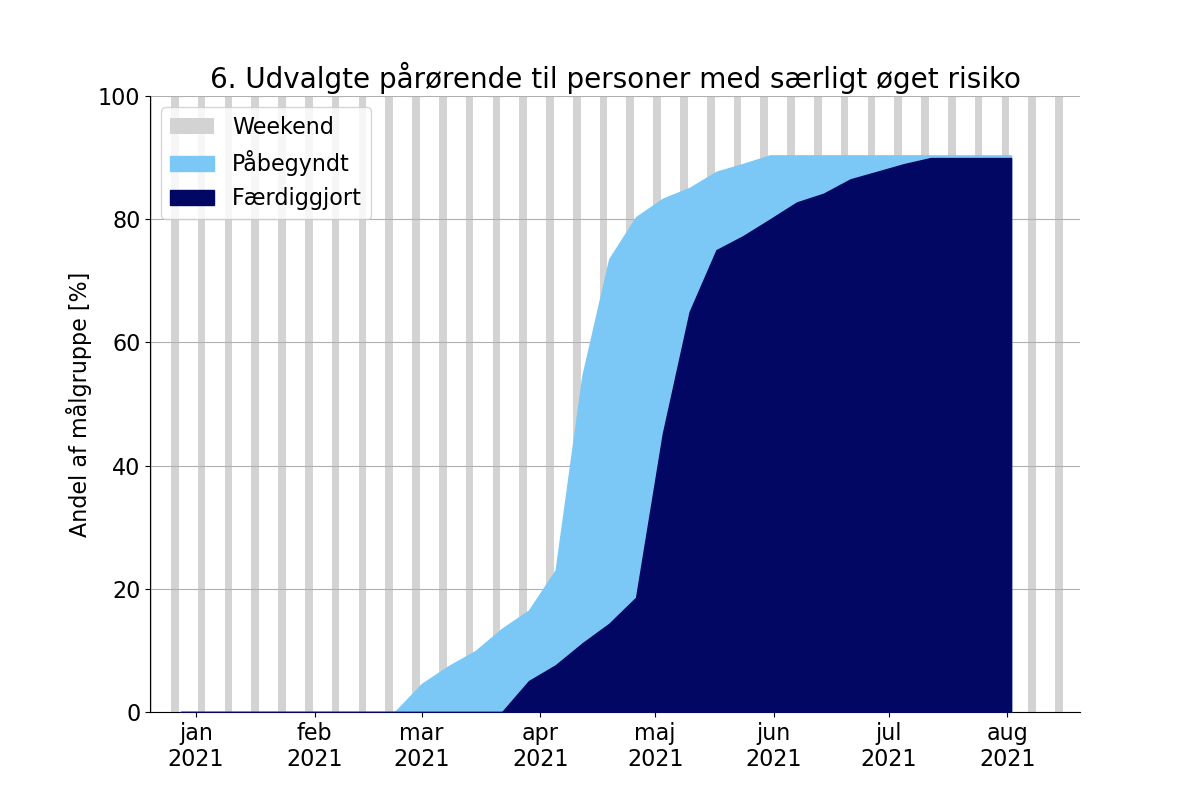 6. Udvalgte pårørende til personer med særligt øget risiko
Weekend
Påbegyndt
Færdiggjort
Andel af målgruppe [%]
100
80
60
40
20
0
jan feb mar apr maj jun jul aug
2021 2021 2021 2021 2021 2021 2021 2021